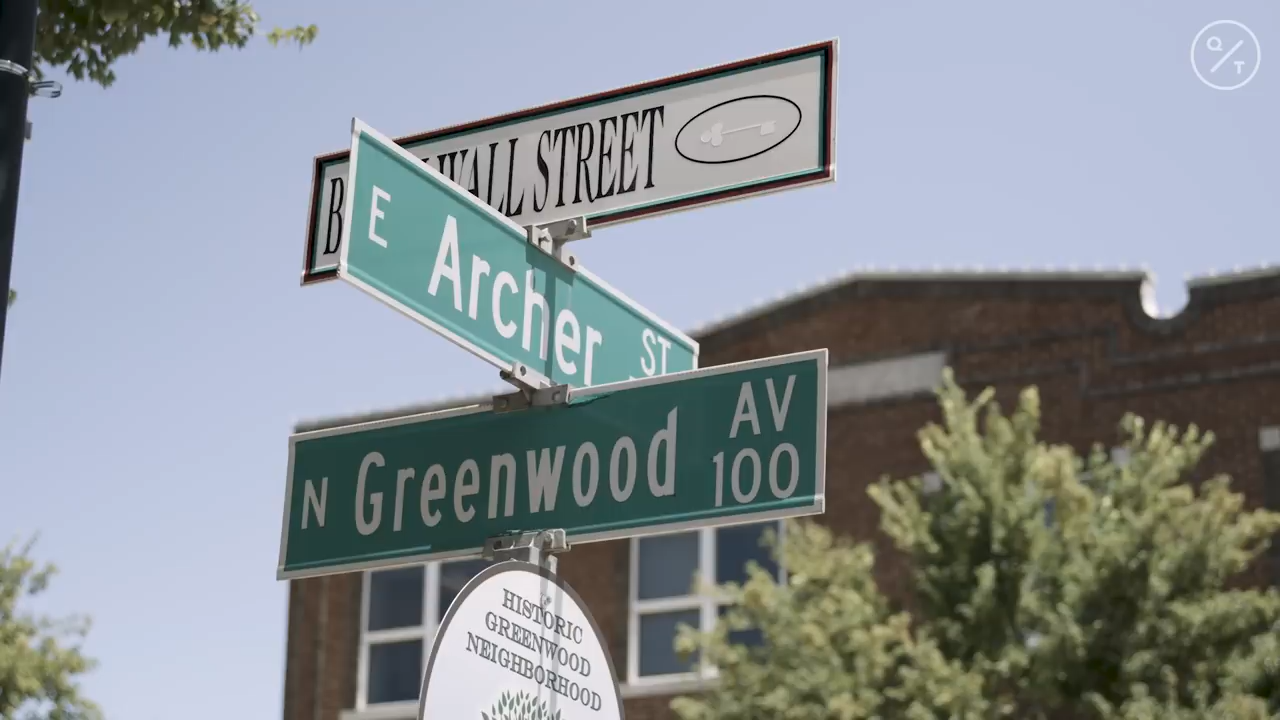 B WALL STREET
E Archer ST
N Greenwood AV
100
HISTORIC
GREENWOOD
NEIGHBORHOOD
Q
T